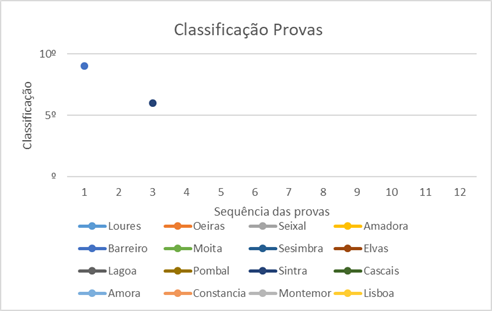 Classificação Provas
10º
5º
º
Classificação
1 2 3 4 5 6 7 8 9 10 11 12
Sequência das provas
Loures Oeiras Seixal Amadora
Barreiro Moita Sesimbra Elvas
Lagoa Pombal Sintra Cascais
Amora Constancia Montemor Lisboa